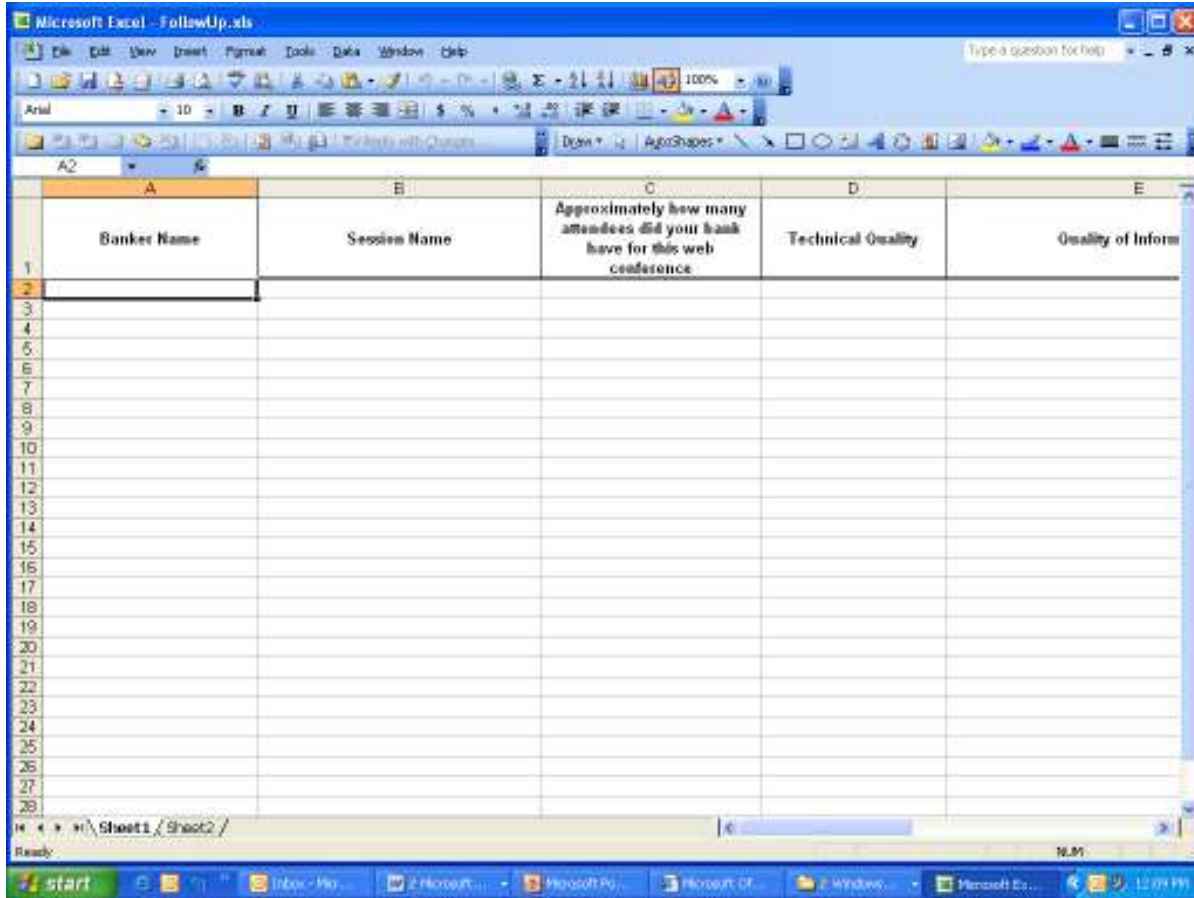 Microsoft Excel - FollowUp.xls
File Edit View Insert Format Tools Data Window Help
Type a question for help
100%
Arial 10 B I U $ %
Reply with Changes
Draw AutoShapes
A2 fx
A B C D E
1 Banker Name Session Name Approximately how many
attendees did your bank
have for this web
conference Technical Quality Quality of Inform
2
3
4
5
6
7
8
9
10
11
12
13
14
15
16
17
18
19
20
21
22
23
24
25
26
27
28
Sheet1 / Sheet2 /
Ready NUM
start Inbox - Mic... 2 Microsoft ... Microsoft Po... Microsoft Of... 2 Windows... Microsoft Ex... 12:09 PM